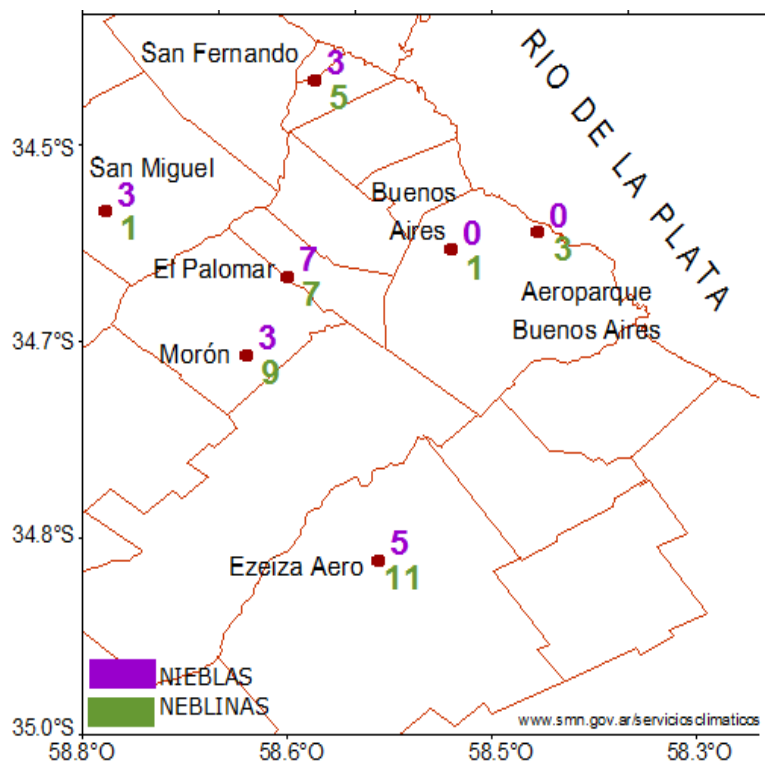 San Fernando
3
5
RIO DE LA PLATA
34.5°S
San Miguel
3
1
Buenos
Aires
0
1
0
3
El Palomar
7
7
Aeroparque
Buenos Aires
34.7°S
Morón
3
9
34.8°S
Ezeiza Aero
5
11
NIEBLAS
NEBLINAS
www.smn.gov.ar/serviciosclimaticos
35.0°S
58.8°O
58.6°O
58.5°O
58.3°O